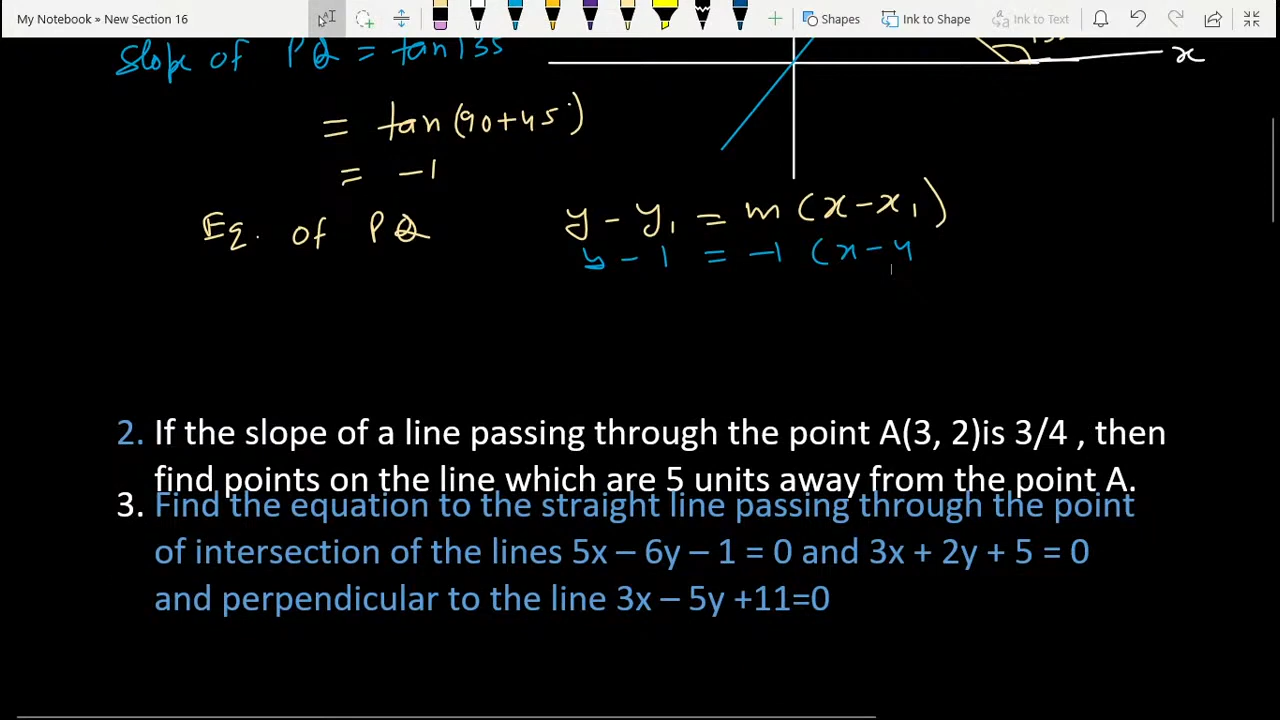 My Notebook » New Section 16
Shapes
Ink to Shape
Ink to Text
Slope of PQ = tan 135
x
= tan (90+45)
= -1
Eq. of PQ
y - y₁ = m (x - x₁)
y - 1 = -1 (x - 4
2. If the slope of a line passing through the point A(3, 2)is 3/4 , then
find points on the line which are 5 units away from the point A.
3. Find the equation to the straight line passing through the point
of intersection of the lines 5x – 6y – 1 = 0 and 3x + 2y + 5 = 0
and perpendicular to the line 3x – 5y +11=0